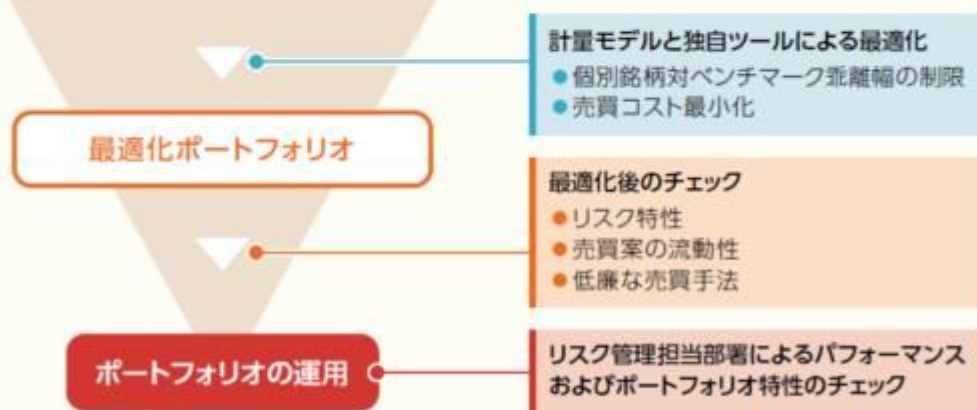 計量モデルと独自ツールによる最適化
●個別銘柄対ベンチマーク乖離幅の制限
●売買コスト最小化
最適化ポートフォリオ
最適化後のチェック
●リスク特性
●売買案の流動性
●低廉な売買手法
ポートフォリオの運用
リスク管理担当部署によるパフォーマンス
およびポートフォリオ特性のチェック